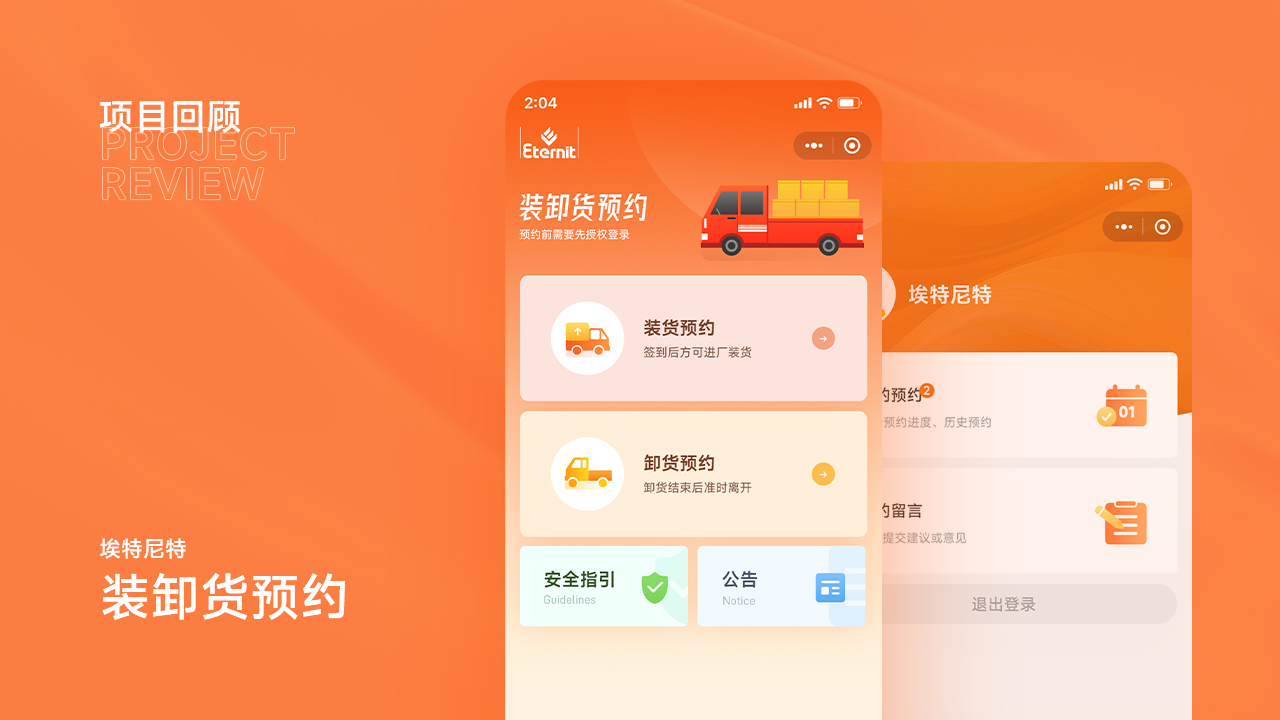 项目回顾
PROJECT
REVIEW
埃特尼特
装卸货预约
2:04
Eternit
装卸货预约
预约前需要先授权登录
装货预约
签到后方可进厂装货
卸货预约
卸货结束后准时离开
安全指引
Guidelines
公告
Notice
埃特尼特
的预约
2
预约进度、历史预约
01
的留言
提交建议或意见
退出登录